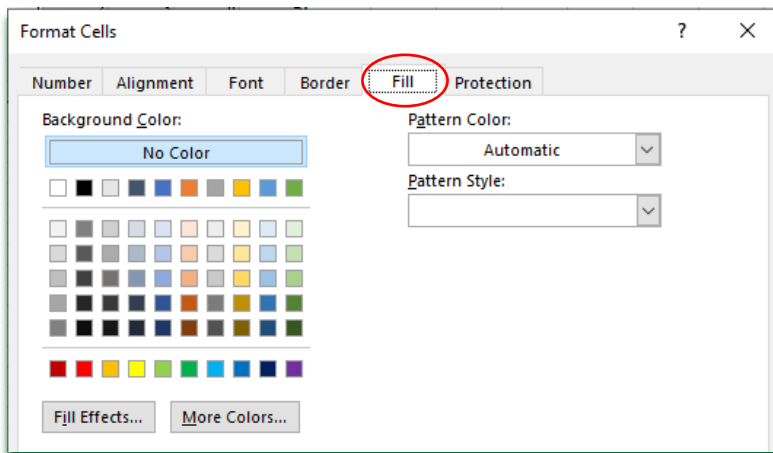 Format Cells ? ×
Number Alignment Font Border Fill Protection
Background Color: Pattern Color:
No Color Automatic
Pattern Style:
Fill Effects... More Colors...